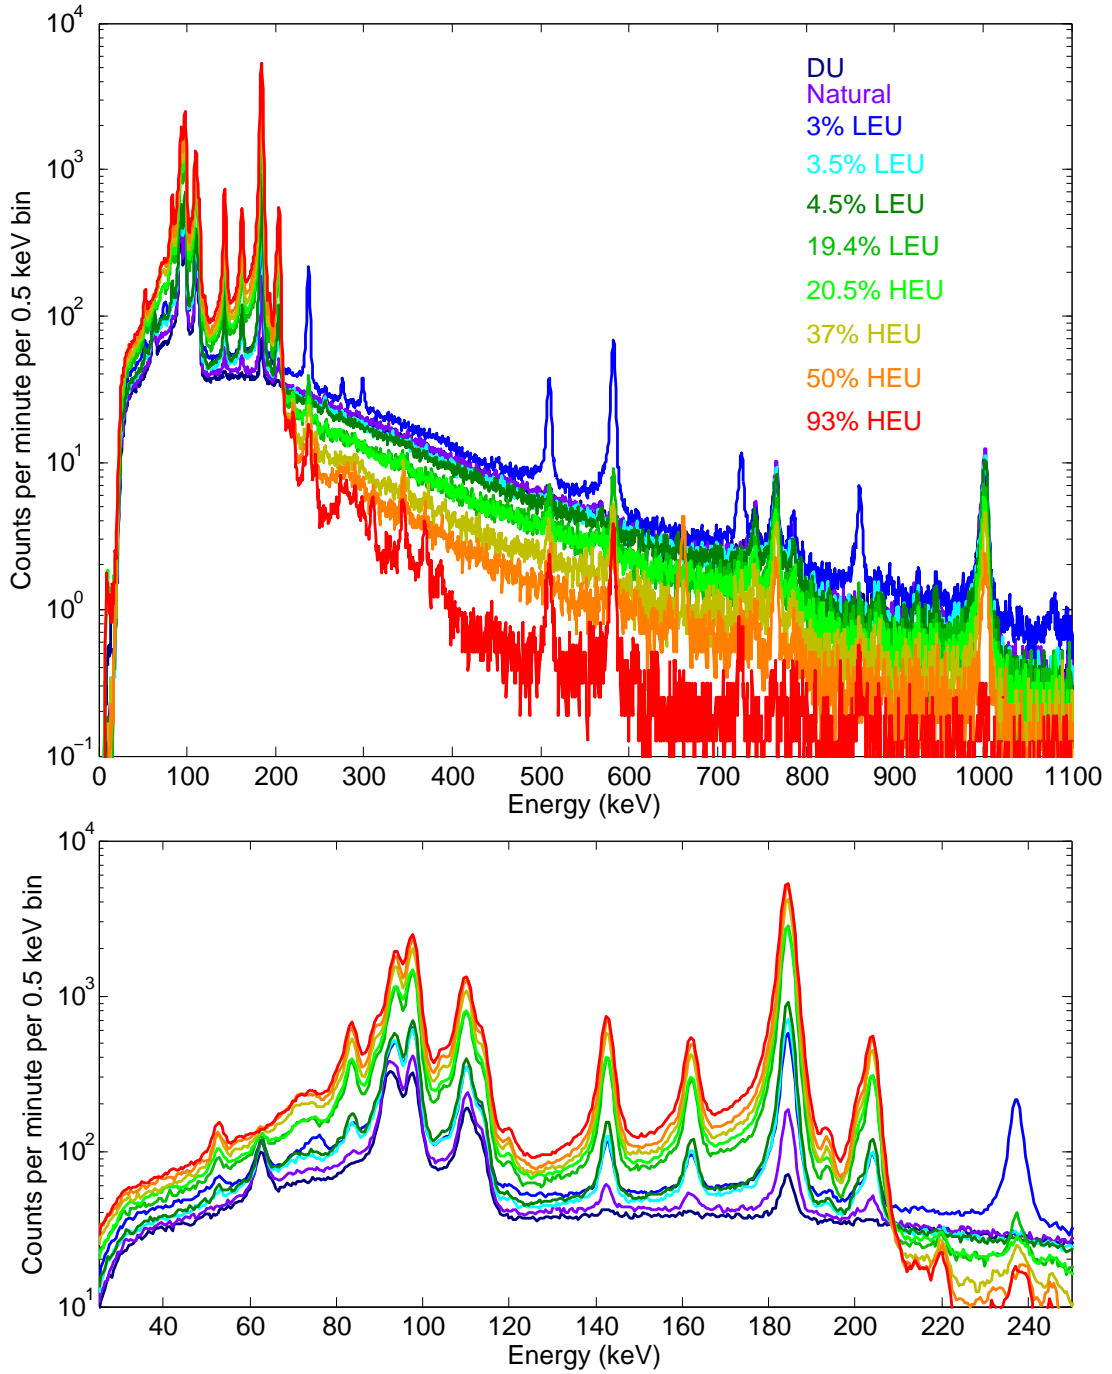 10^4
10^3
10^2
10^1
10^0
10^-1
Counts per minute per 0.5 keV bin
DU
Natural
3% LEU
3.5% LEU
4.5% LEU
19.4% LEU
20.5% HEU
37% HEU
50% HEU
93% HEU
0 100 200 300 400 500 600 700 800 900 1000 1100
Energy (keV)
10^4
10^3
10^2
10^1
Counts per minute per 0.5 keV bin
40 60 80 100 120 140 160 180 200 220 240
Energy (keV)